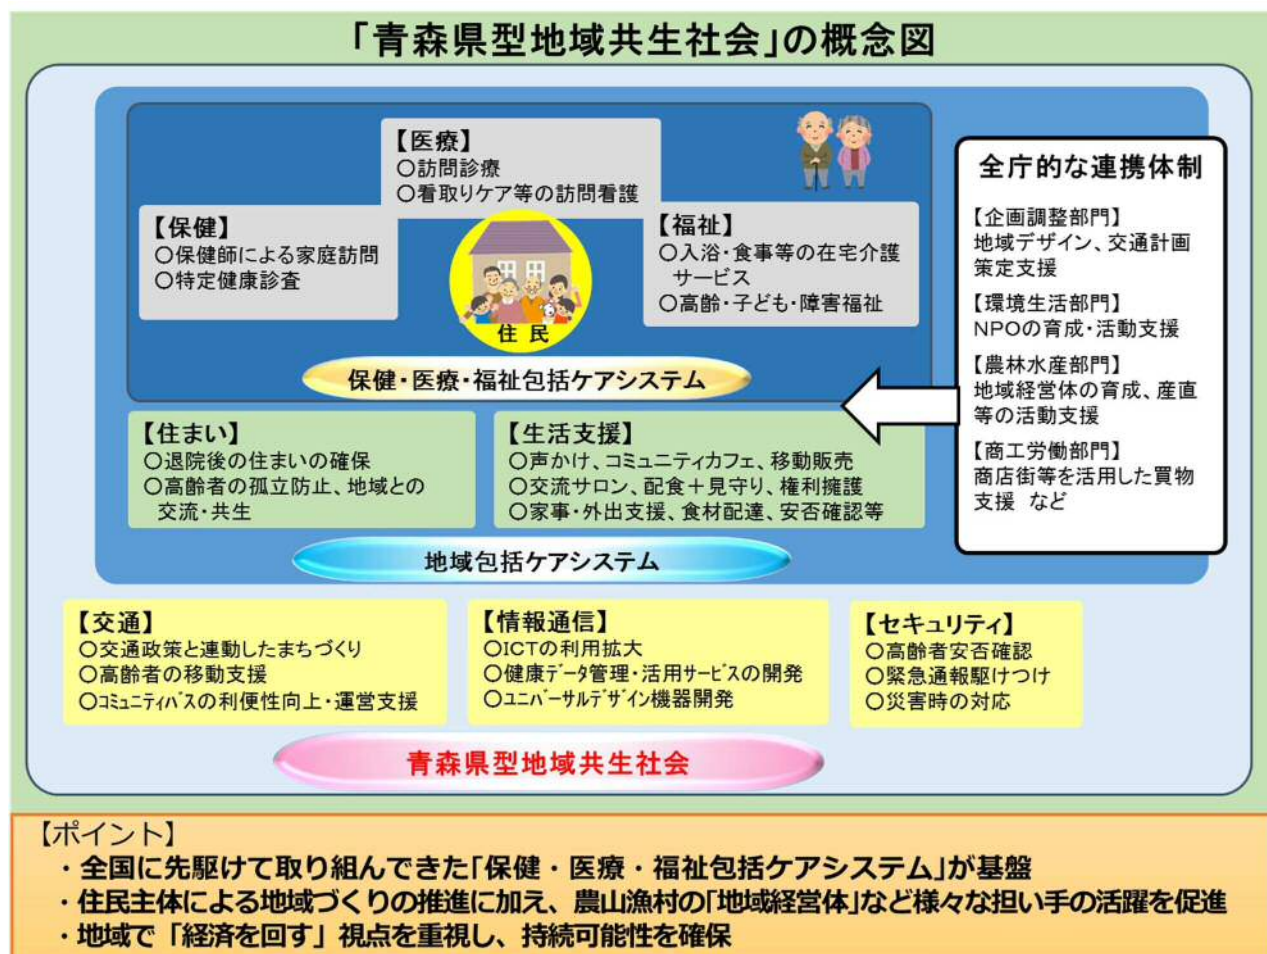 「青森県型地域共生社会」の概念図
【医療】
○訪問診療
○看取りケア等の訪問看護
【保健】
○保健師による家庭訪問
○特定健康診査
【福祉】
○入浴・食事等の在宅介護
サービス
○高齢・子ども・障害福祉
住民
保健・医療・福祉包括ケアシステム
【住まい】
○退院後の住まいの確保
○高齢者の孤立防止、地域との
交流・共生
【生活支援】
○声かけ、コミュニティカフェ、移動販売
○交流サロン、配食＋見守り、権利擁護
○家事・外出支援、食材配達、安否確認等
地域包括ケアシステム
全庁的な連携体制
【企画調整部門】
地域デザイン、交通計画
策定支援
【環境生活部門】
NPOの育成・活動支援
【農林水産部門】
地域経営体の育成、産直
等の活動支援
【商工労働部門】
商店街等を活用した買物
支援 など
【交通】
○交通政策と連動したまちづくり
○高齢者の移動支援
○ｺﾐｭﾆﾃｨﾊﾞｽの利便性向上・運営支援
【情報通信】
○ICTの利用拡大
○健康ﾃﾞｰﾀ管理・活用ｻｰﾋﾞｽの開発
○ﾕﾆﾊﾞｰｻﾙﾃﾞｻﾞｲﾝ機器開発
【セキュリティ】
○高齢者安否確認
○緊急通報駆けつけ
○災害時の対応
青森県型地域共生社会
【ポイント】
・全国に先駆けて取り組んできた「保健・医療・福祉包括ケアシステム」が基盤
・住民主体による地域づくりの推進に加え、農山漁村の「地域経営体」など様々な担い手の活躍を促進
・地域で「経済を回す」視点を重視し、持続可能性を確保